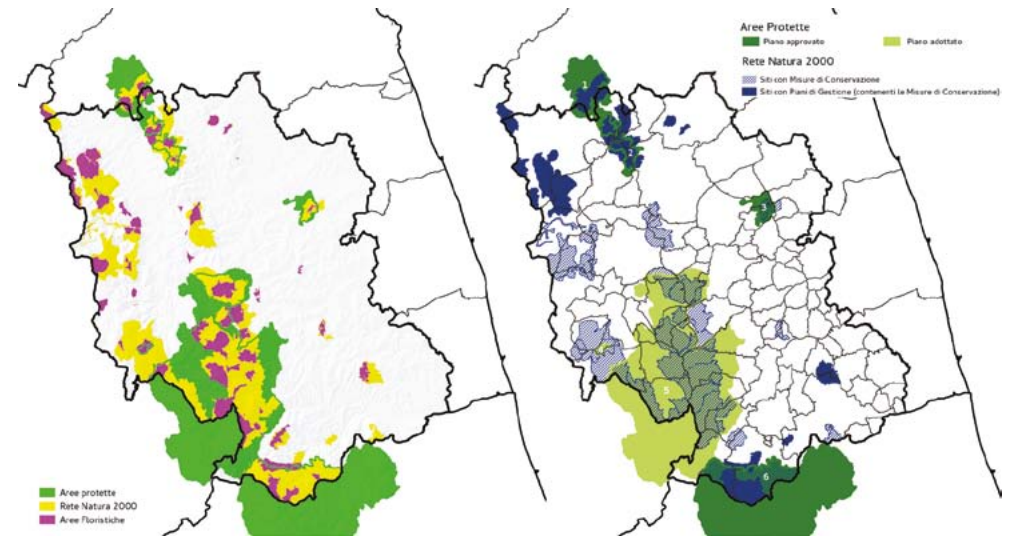 Aree protette
Rete Natura 2000
Aree Floristiche
Aree Protette
Piano approvato
Piano adottato
Rete Natura 2000
Siti con Misure di Conservazione
Siti con Piani di Gestione (contenenti le Misure di Conservazione)
1
2
3
5
6